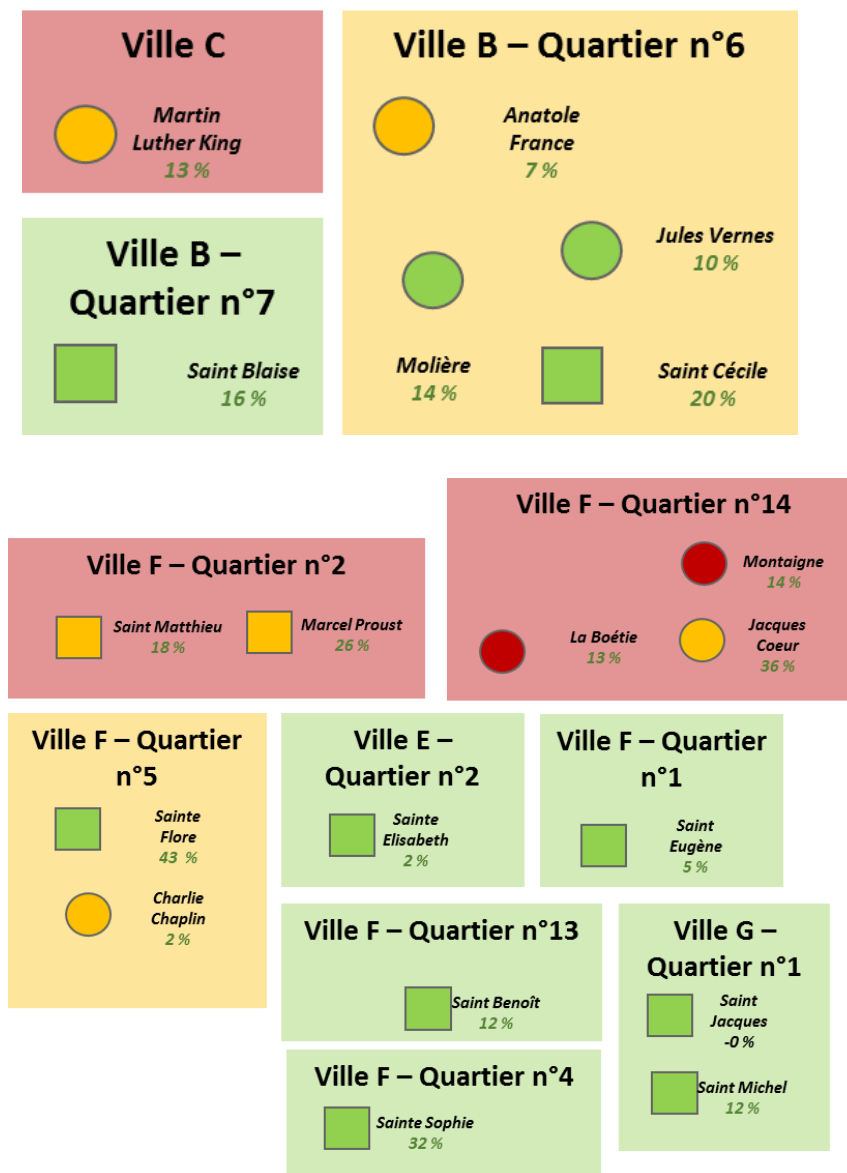 Ville C
Martin
Luther King
13 %
Ville B – Quartier n°6
Anatole
France
7 %
Jules Vernes
10 %
Molière
14 %
Saint Cécile
20 %
Ville B –
Quartier n°7
Saint Blaise
16 %
Ville F – Quartier n°14
Montaigne
14 %
La Boétie
13 %
Jacques
Coeur
36 %
Ville F – Quartier n°2
Saint Matthieu
18 %
Marcel Proust
26 %
Ville F – Quartier
n°5
Sainte
Flore
43 %
Charlie
Chaplin
2 %
Ville E –
Quartier n°2
Sainte
Elisabeth
2 %
Ville F – Quartier
n°1
Saint
Eugène
5 %
Ville F – Quartier n°13
Saint Benoît
12 %
Ville G –
Quartier n°1
Saint
Jacques
-0 %
Saint Michel
12 %
Ville F – Quartier n°4
Sainte Sophie
32 %